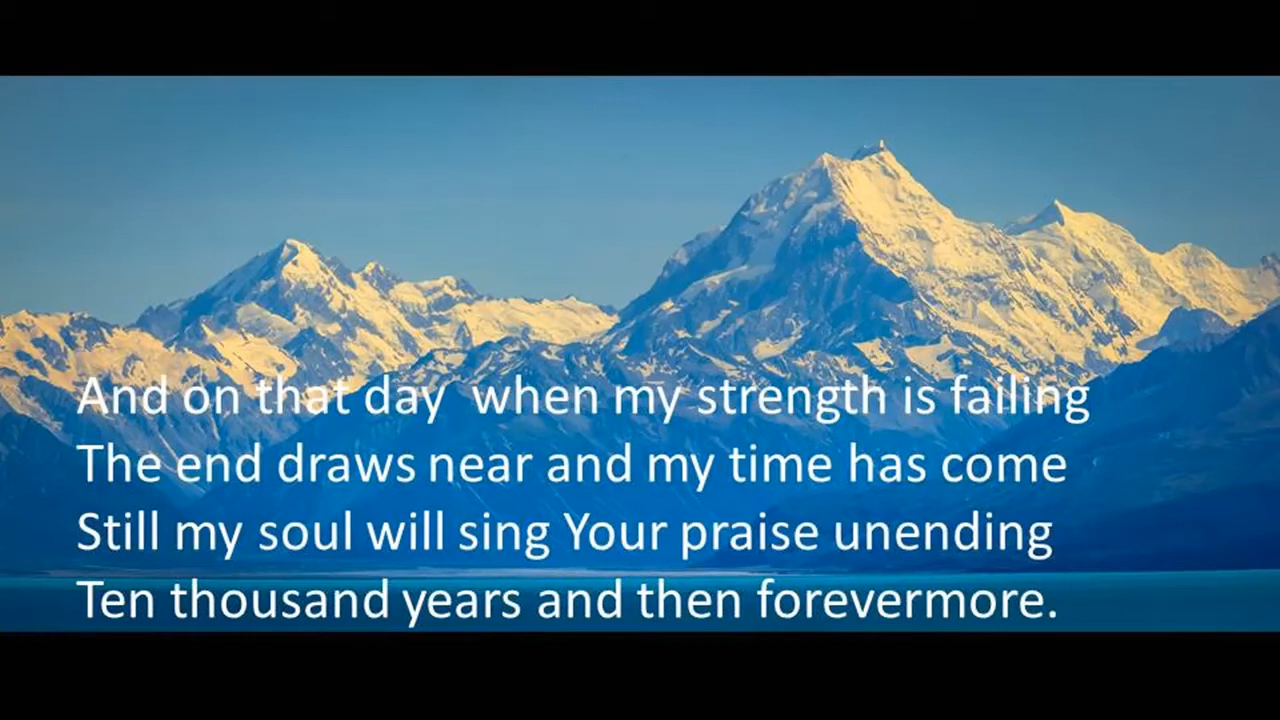 And on that day  when my strength is failing
The end draws near and my time has come
Still my soul will sing Your praise unending
Ten thousand years and then forevermore.